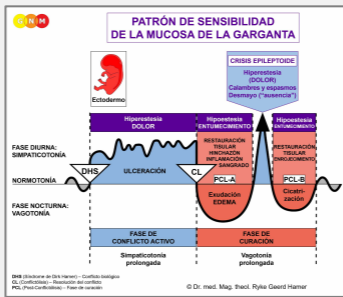 GNM
PATRÓN DE SENSIBILIDAD
DE LA MUCOSA DE LA GARGANTA
Ectodermo
CRISIS EPILEPTOIDE
Hiperestesia
(DOLOR)
Calambres y espasmos
Desmayo ("ausencia")
Hiperestesia
DOLOR
Hipoestesia
ENTUMECIMIENTO
Hipoestesia
ENTUMECIMIENTO
FASE DIURNA:
SIMPATICOTONÍA
RESTAURACIÓN
TISULAR
HINCHAZÓN
INFLAMACIÓN
SANGRADO
RESTAURACIÓN
TISULAR
ENROJECIMIENTO
DHS
ULCERACIÓN
CL
PCL-A
PCL-B
NORMOTONÍA
FASE NOCTURNA:
VAGOTONÍA
Exudación
EDEMA
Cicatri-
zación
FASE DE
CONFLICTO ACTIVO
FASE DE
CURACIÓN
Simpaticotonía
prolongada
Vagotonía
prolongada
DHS (Síndrome de Dirk Hamer) – Conflicto biológico
CL (Conflictólisis) – Resolución del conflicto
PCL (Post-Conflictólisis) – Fase de curación
© Dr. med. Mag. theol. Ryke Geerd Hamer